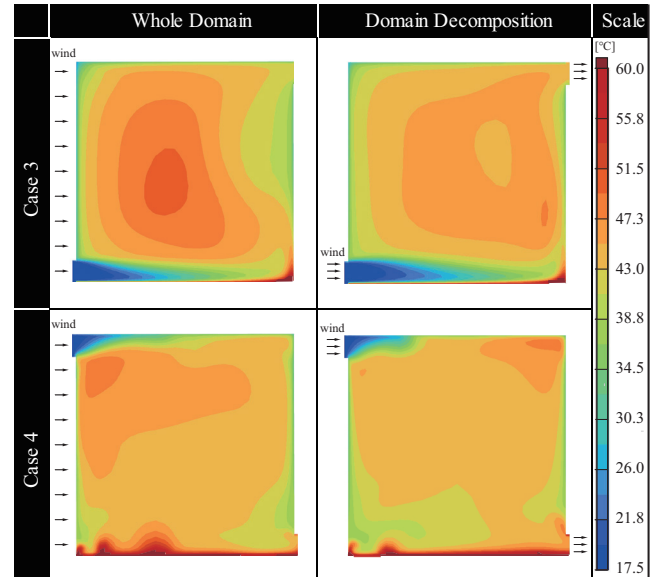 Whole Domain
Domain Decomposition
Scale
Case 3
wind
wind
[°C]
60.0
55.8
51.5
47.3
43.0
38.8
34.5
30.3
26.0
21.8
17.5
Case 4
wind